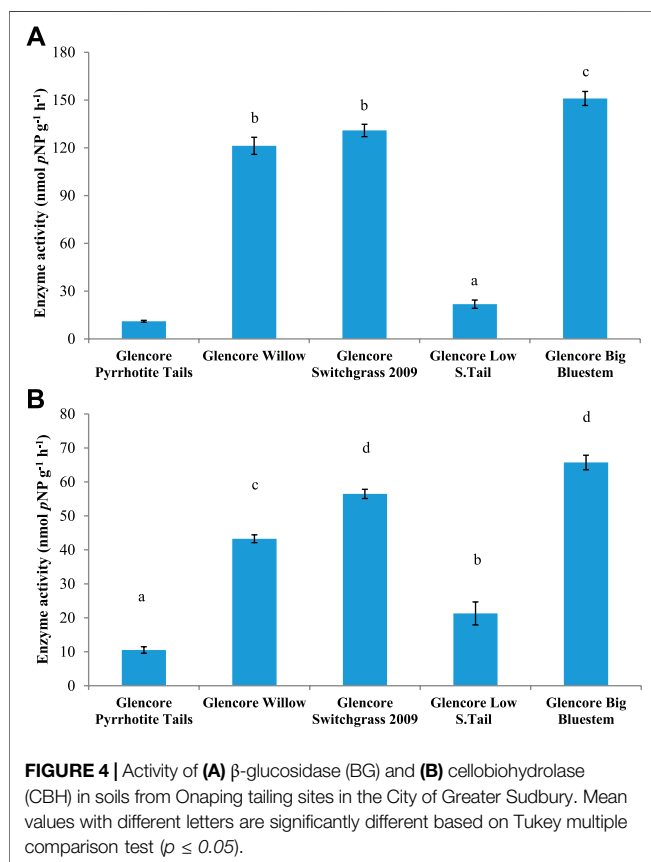 A
Enzyme activity (nmol pNP g-1 h-1)
180
150
120
90
60
30
0
b
b
a
c
Glencore Pyrrhotite Tails
Glencore Willow
Glencore Switchgrass 2009
Glencore Low S.Tail
Glencore Big Bluestem
B
Enzyme activity (nmol pNP g-1 h-1)
80
70
60
50
40
30
20
10
0
a
c
d
b
d
Glencore Pyrrhotite Tails
Glencore Willow
Glencore Switchgrass 2009
Glencore Low S.Tail
Glencore Big Bluestem
FIGURE 4 | Activity of (A) β-glucosidase (BG) and (B) cellobiohydrolase
(CBH) in soils from Onaping tailing sites in the City of Greater Sudbury. Mean
values with different letters are significantly different based on Tukey multiple
comparison test (p ≤ 0.05).